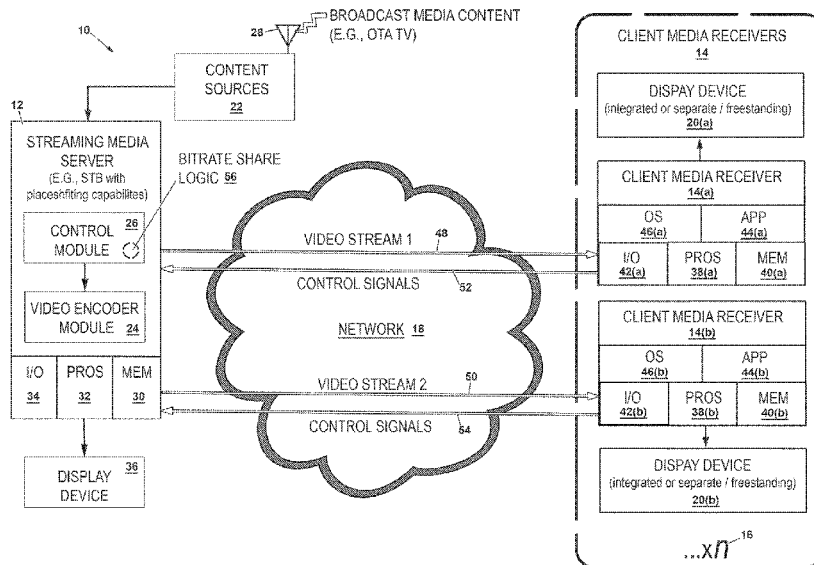 10
28
BROADCAST MEDIA CONTENT
(E.G., OTA TV)
CONTENT
SOURCES
22
12
STREAMING MEDIA
SERVER
(E.G., STB with
placeshfiting capabilites)
BITRATE SHARE
LOGIC 56
26
CONTROL
MODULE
VIDEO ENCODER
MODULE 24
I/O
34
PROS
32
MEM
30
DISPLAY 36
DEVICE
VIDEO STREAM 1
48
CONTROL SIGNALS
52
NETWORK 18
VIDEO STREAM 2
50
CONTROL SIGNALS
54
CLIENT MEDIA RECEIVERS
14
DISPAY DEVICE
(integrated or separate / freestanding)
20(a)
CLIENT MEDIA RECEIVER
14(a)
OS
46(a)
APP
44(a)
I/O
42(a)
PROS
38(a)
MEM
40(a)
CLIENT MEDIA RECEIVER
14(b)
OS
46(b)
APP
44(b)
I/O
42(b)
PROS
38(b)
MEM
40(b)
DISPAY DEVICE
(integrated or separate / freestanding)
20(b)
...xn 16